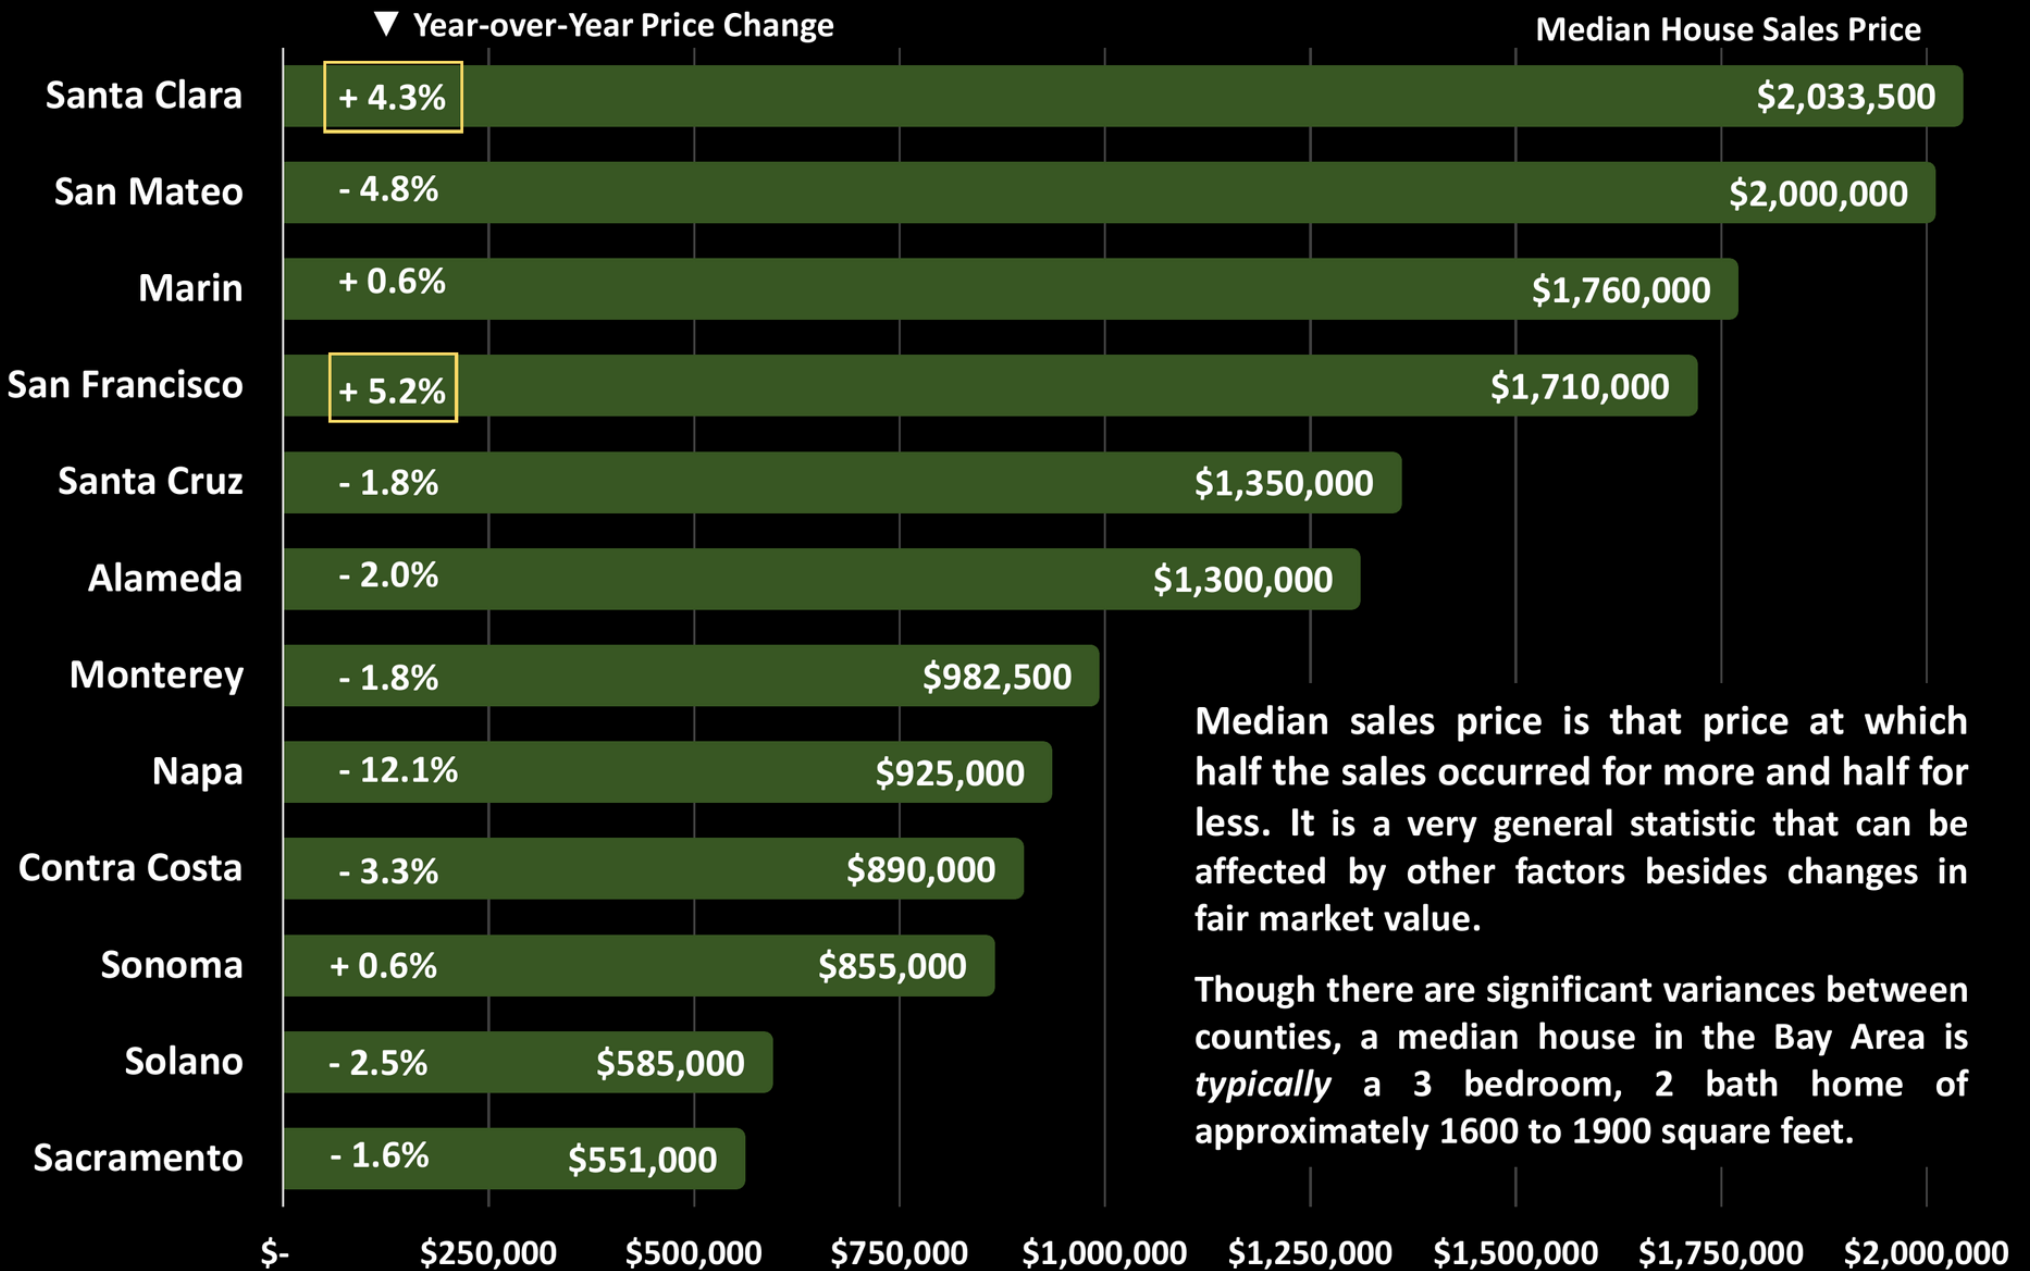 ▼ Year-over-Year Price Change
Median House Sales Price
Santa Clara + 4.3% $2,033,500
San Mateo - 4.8% $2,000,000
Marin + 0.6% $1,760,000
San Francisco + 5.2% $1,710,000
Santa Cruz - 1.8% $1,350,000
Alameda - 2.0% $1,300,000
Monterey - 1.8% $982,500
Napa - 12.1% $925,000
Contra Costa - 3.3% $890,000
Sonoma + 0.6% $855,000
Solano - 2.5% $585,000
Sacramento - 1.6% $551,000
Median sales price is that price at which
half the sales occurred for more and half for
less. It is a very general statistic that can be
affected by other factors besides changes in
fair market value.
Though there are significant variances between
counties, a median house in the Bay Area is
typically a 3 bedroom, 2 bath home of
approximately 1600 to 1900 square feet.
$- $250,000 $500,000 $750,000 $1,000,000 $1,250,000 $1,500,000 $1,750,000 $2,000,000